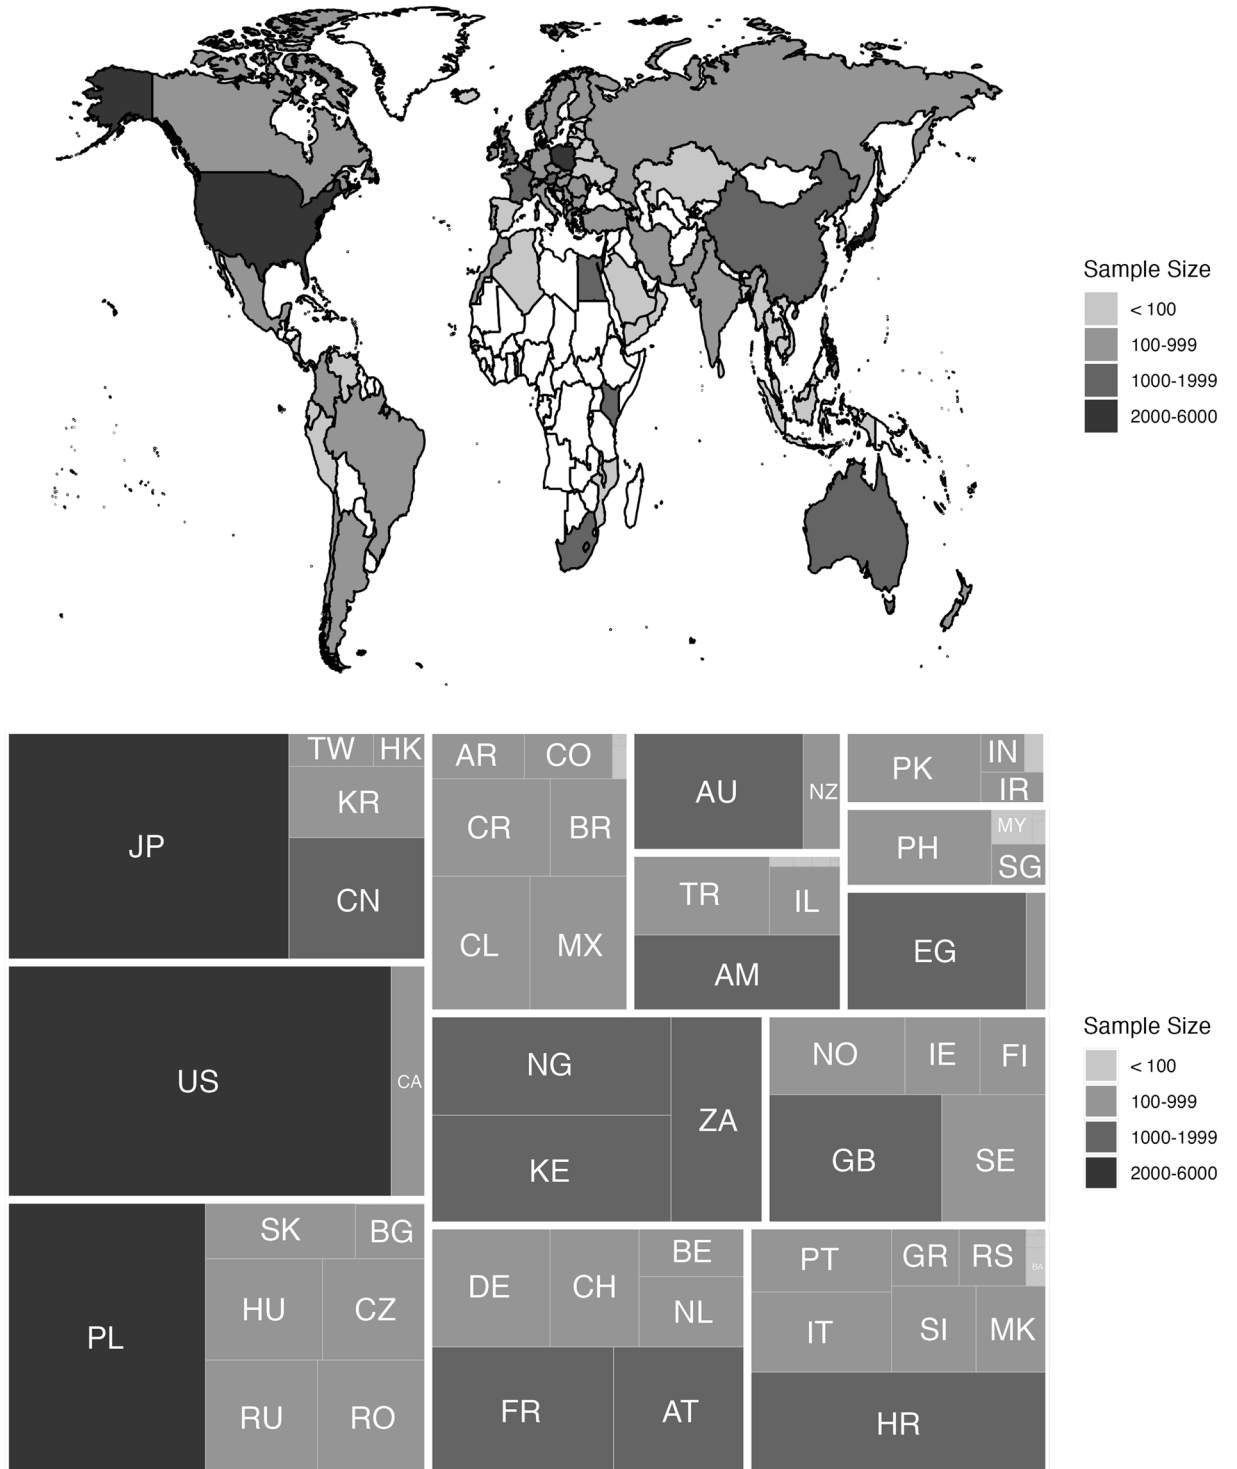 Sample Size
< 100
100-999
1000-1999
2000-6000
JP
TW
HK
KR
CN
US
CA
PL
SK
BG
HU
CZ
RU
RO
AR
CO
CR
BR
CL
MX
AU
NZ
TR
IL
AM
PK
IN
IR
PH
MY
SG
EG
NG
KE
ZA
NO
IE
FI
GB
SE
DE
CH
BE
NL
FR
AT
PT
GR
RS
BA
IT
SI
MK
HR
Sample Size
< 100
100-999
1000-1999
2000-6000